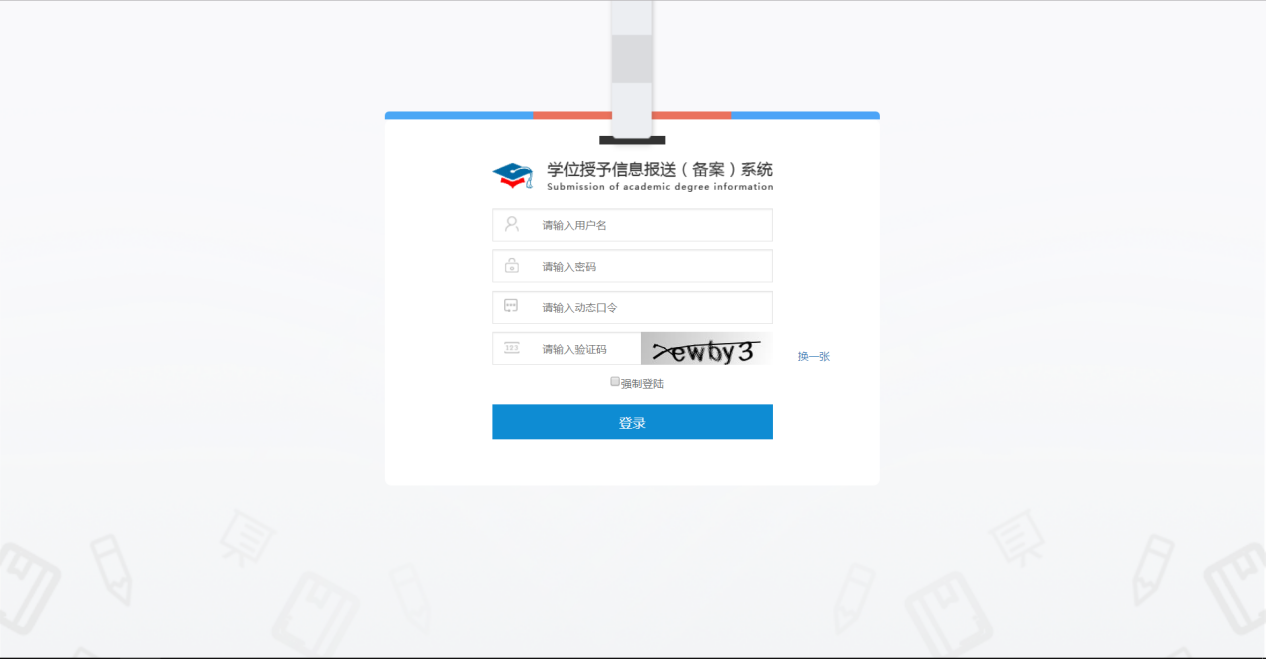 学位授予信息报送（备案）系统
Submission of academic degree information
请输入用户名
请输入密码
请输入动态口令
123 请输入验证码 换一张
强制登陆
登录